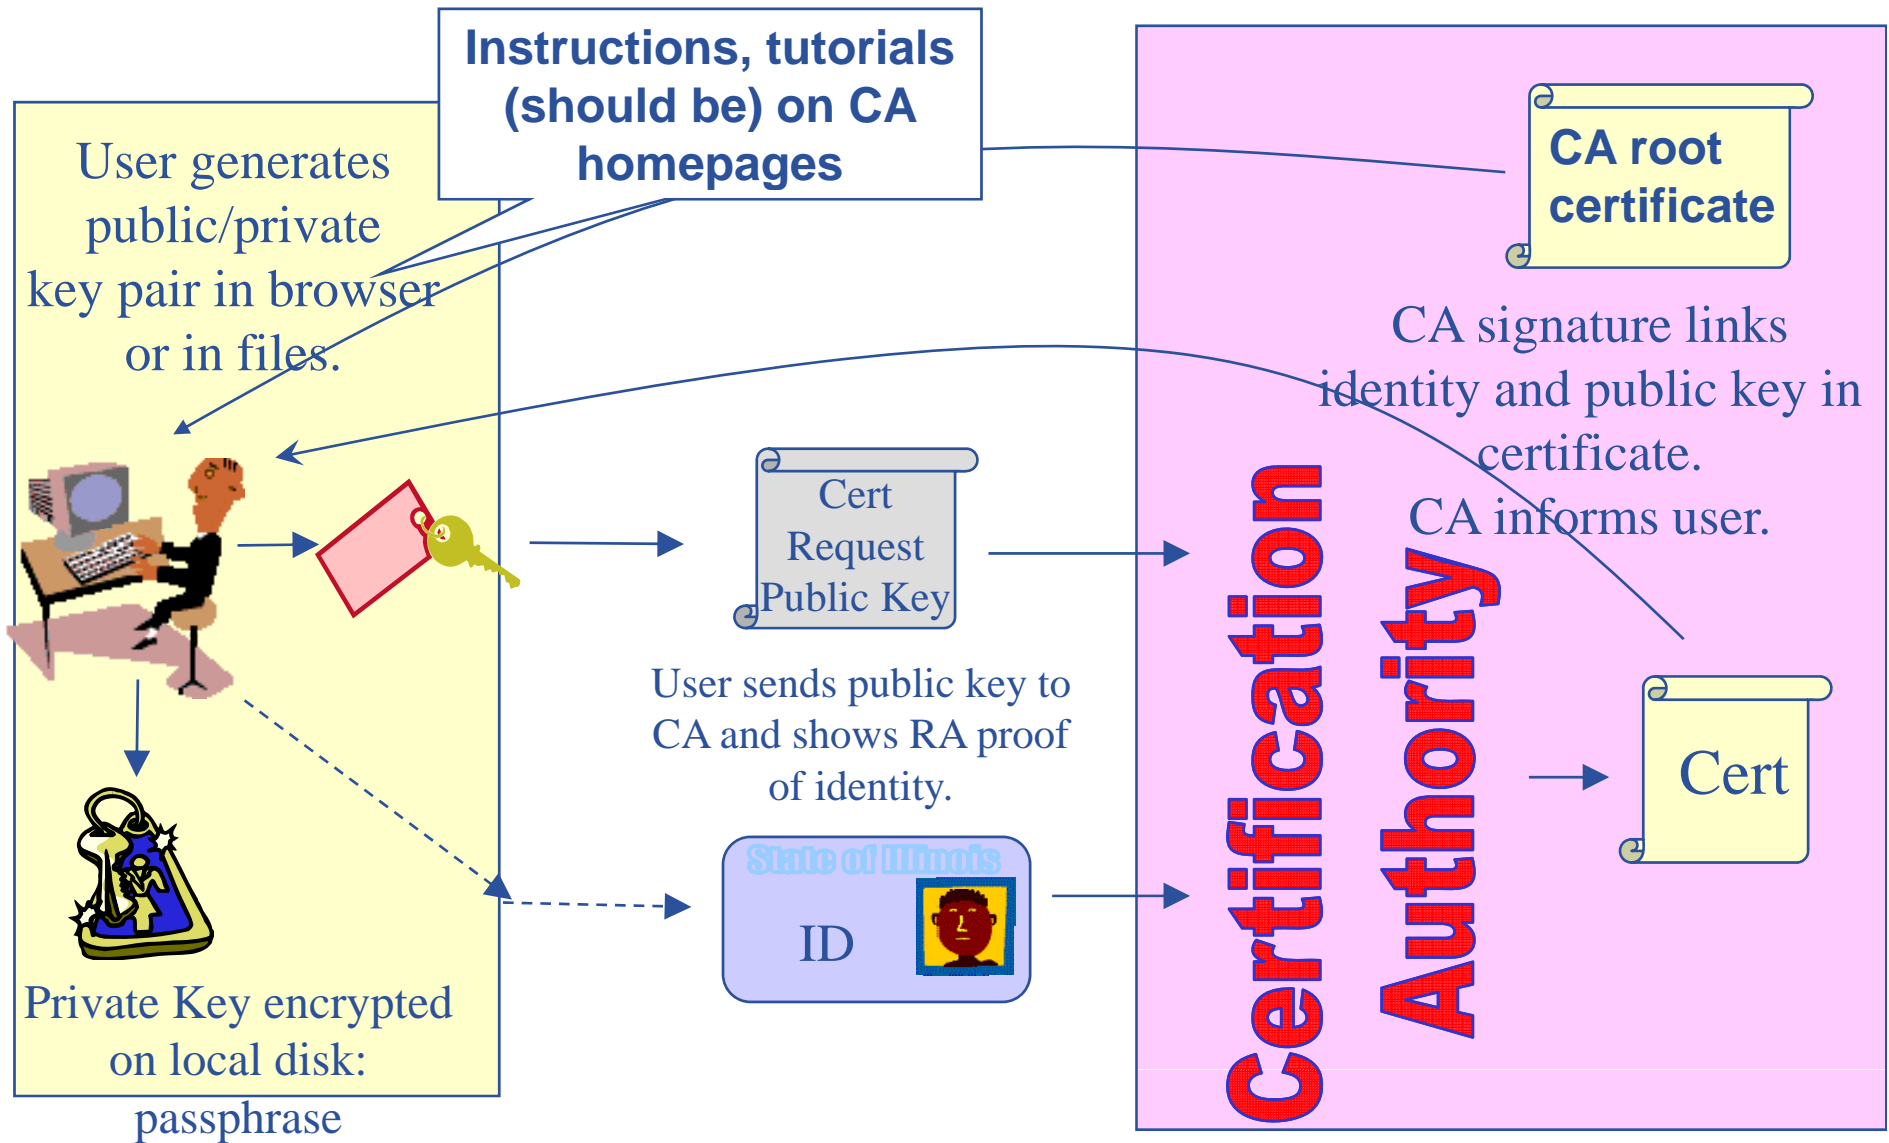 Instructions, tutorials
(should be) on CA
homepages
User generates
public/private
key pair in browser
or in files.
CA root
certificate
CA signature links
identity and public key in
certificate.
CA informs user.
Cert
Request
Public Key
User sends public key to
CA and shows RA proof
of identity.
State of Illinois
ID
Certification
Authority
Cert
Private Key encrypted
on local disk:
passphrase